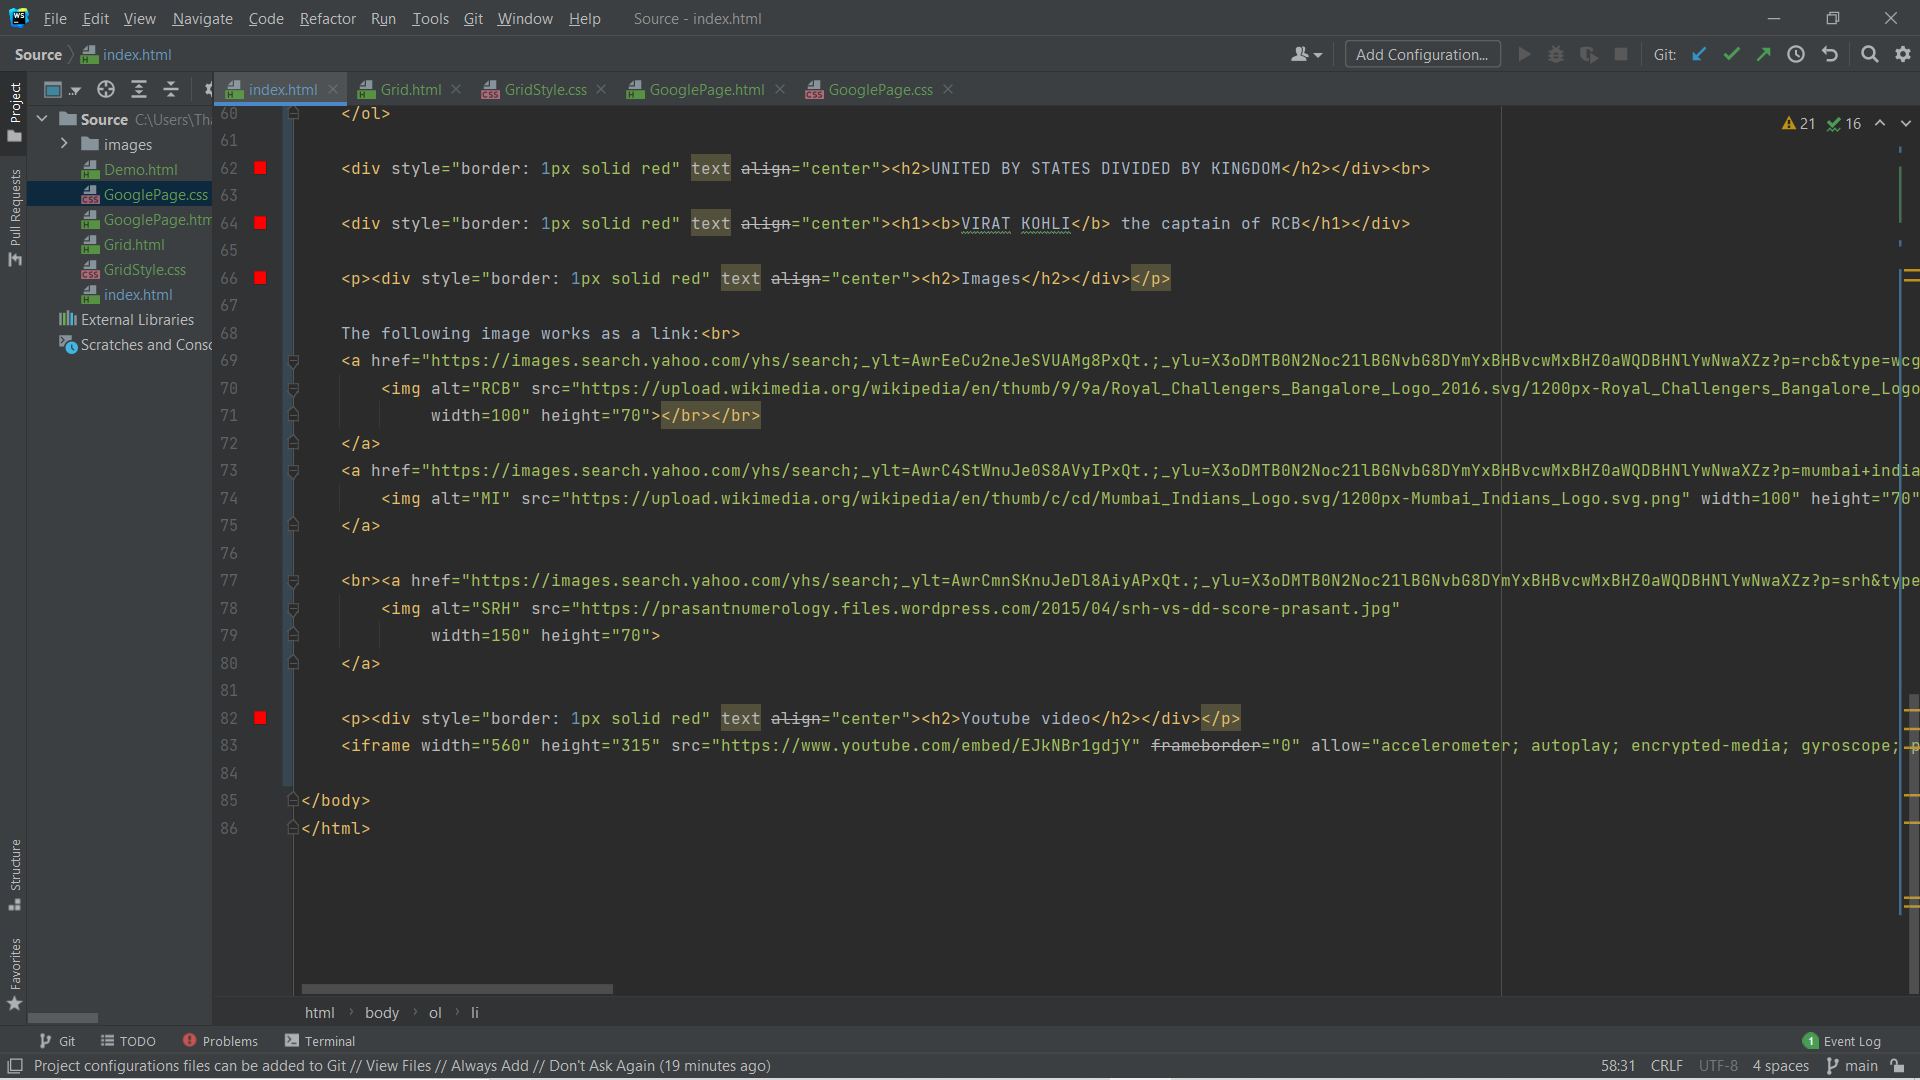 WS File Edit View Navigate Code Refactor Run Tools Git Window Help Source - index.html
Source index.html Add Configuration... Git:
index.html Grid.html GridStyle.css GooglePage.html GooglePage.css
Project
Pull Requests
Structure
Favorites
Source C:\Users\Tha
images
Demo.html
GooglePage.css
GooglePage.htm
Grid.html
GridStyle.css
index.html
External Libraries
Scratches and Conso
21 16
60 </ol>
61
62 <div style="border: 1px solid red" text align="center"><h2>UNITED BY STATES DIVIDED BY KINGDOM</h2></div><br>
63
64 <div style="border: 1px solid red" text align="center"><h1><b>VIRAT KOHLI</b> the captain of RCB</h1></div>
65
66 <p><div style="border: 1px solid red" text align="center"><h2>Images</h2></div></p>
67
68 The following image works as a link:<br>
69 <a href="https://images.search.yahoo.com/yhs/search;_ylt=AwrEeCu2neJeSVUAMg8PxQt.;_ylu=X3oDMTB0N2Noc21lBGNvbG8DYmYxBHBvcwMxBHZ0aWQDBHNlYwNwaXZz?p=rcb&type=wcg
70 <img alt="RCB" src="https://upload.wikimedia.org/wikipedia/en/thumb/9/9a/Royal_Challengers_Bangalore_Logo_2016.svg/1200px-Royal_Challengers_Bangalore_Logo
71 width=100" height="70"></br></br>
72 </a>
73 <a href="https://images.search.yahoo.com/yhs/search;_ylt=AwrC4StWnuJe0S8AVyIPxQt.;_ylu=X3oDMTB0N2Noc21lBGNvbG8DYmYxBHBvcwMxBHZ0aWQDBHNlYwNwaXZz?p=mumbai+india
74 <img alt="MI" src="https://upload.wikimedia.org/wikipedia/en/thumb/c/cd/Mumbai_Indians_Logo.svg/1200px-Mumbai_Indians_Logo.svg.png" width=100" height="70"
75 </a>
76
77 <br><a href="https://images.search.yahoo.com/yhs/search;_ylt=AwrCmnSKnuJeDl8AiyAPxQt.;_ylu=X3oDMTB0N2Noc21lBGNvbG8DYmYxBHBvcwMxBHZ0aWQDBHNlYwNwaXZz?p=srh&type
78 <img alt="SRH" src="https://prasantnumerology.files.wordpress.com/2015/04/srh-vs-dd-score-prasant.jpg"
79 width=150" height="70">
80 </a>
81
82 <p><div style="border: 1px solid red" text align="center"><h2>Youtube video</h2></div></p>
83 <iframe width="560" height="315" src="https://www.youtube.com/embed/EJkNBr1gdjY" frameborder="0" allow="accelerometer; autoplay; encrypted-media; gyroscope; p
84
85 </body>
86 </html>
html body ol li
Git TODO Problems Terminal 1 Event Log
Project configurations files can be added to Git // View Files // Always Add // Don't Ask Again (19 minutes ago) 58:31 CRLF UTF-8 4 spaces main